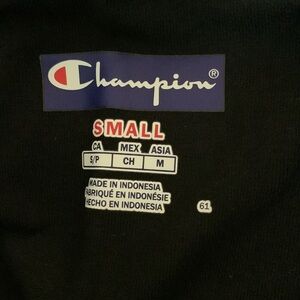 Champion®
SMALL
CA MEX ASIA
S/P CH M
MADE IN INDONESIA
FABRIQUÉ EN INDONÉSIE
HECHO EN INDONESIA
61